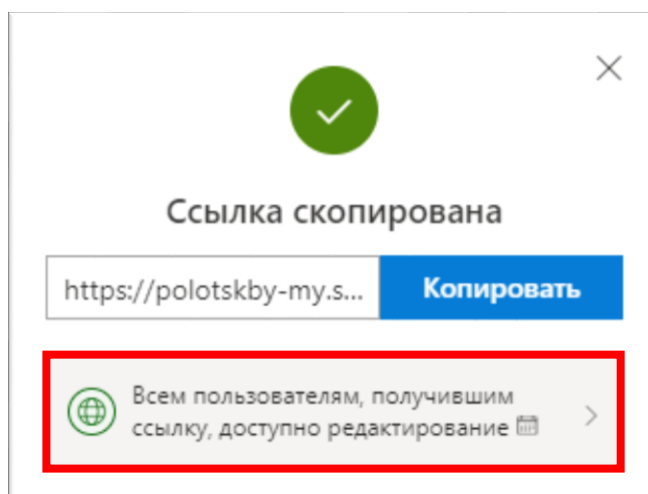 Ссылка скопирована
https://polotskby-my.s...
Копировать
Всем пользователям, получившим
ссылку, доступно редактирование